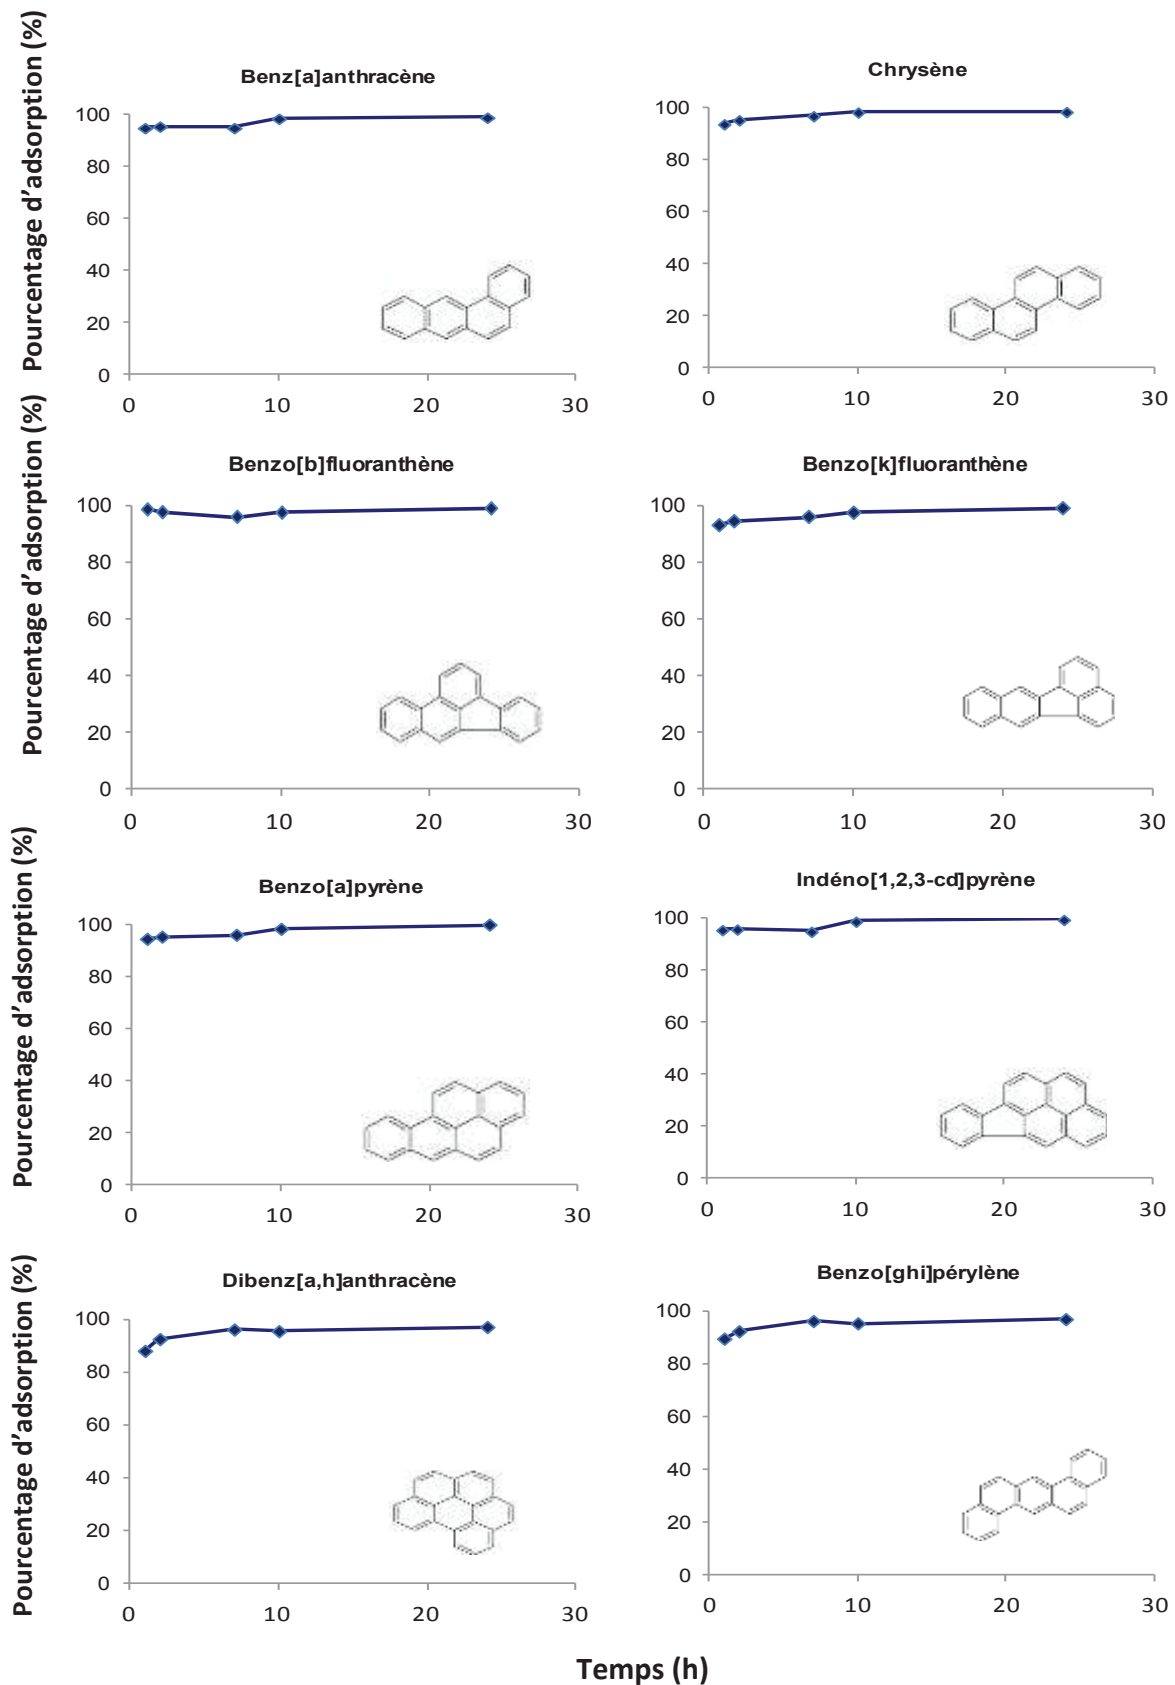 Pourcentage d'adsorption (%)
Benz[a]anthracène
100
80
60
40
20
0
0 10 20 30
Chrysène
100
80
60
40
20
0
0 10 20 30
Pourcentage d'adsorption (%)
Benzo[b]fluoranthène
100
80
60
40
20
0
0 10 20 30
Benzo[k]fluoranthène
100
80
60
40
20
0
0 10 20 30
Pourcentage d'adsorption (%)
Benzo[a]pyrène
100
80
60
40
20
0
0 10 20 30
Indéno[1,2,3-cd]pyrène
100
80
60
40
20
0
0 10 20 30
Pourcentage d'adsorption (%)
Dibenz[a,h]anthracène
100
80
60
40
20
0
0 10 20 30
Benzo[ghi]pérylène
100
80
60
40
20
0
0 10 20 30
Temps (h)